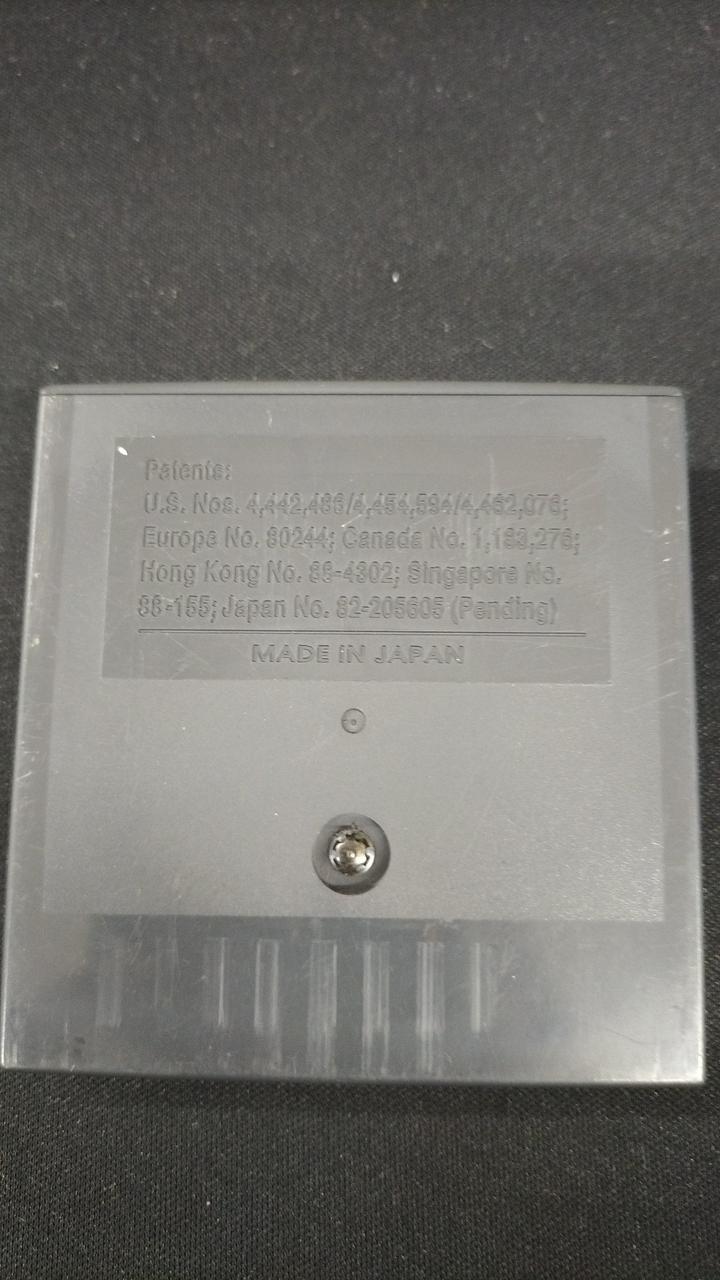 Patents:
U.S. Nos. 4,442,486/4,454,594/4,462,076;
Europe No. 80244; Canada No. 1,183,276;
Hong Kong No. 88-4302; Singapore No.
88-155; Japan No. 82-205605 (Pending)
MADE IN JAPAN